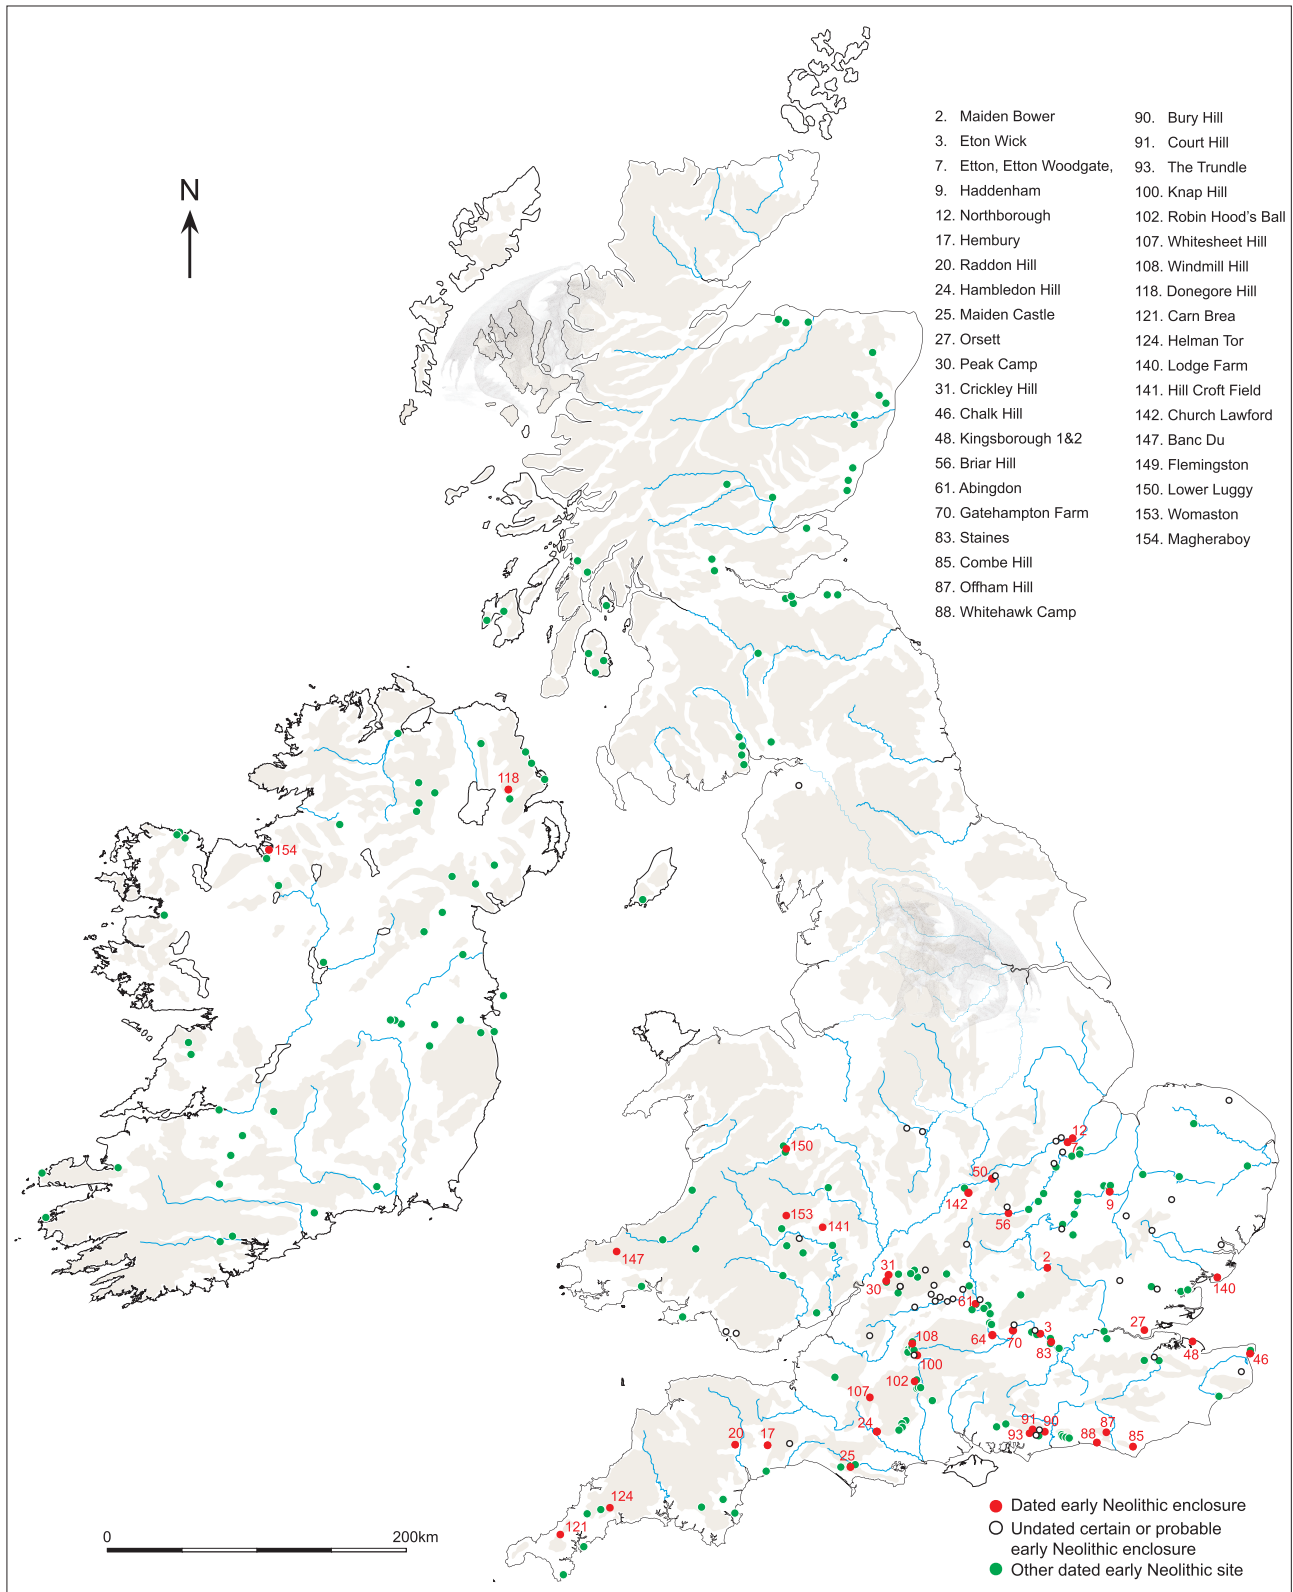 N
2. Maiden Bower
3. Eton Wick
7. Etton, Etton Woodgate,
9. Haddenham
12. Northborough
17. Hembury
20. Raddon Hill
24. Hambledon Hill
25. Maiden Castle
27. Orsett
30. Peak Camp
31. Crickley Hill
46. Chalk Hill
48. Kingsborough 1&2
56. Briar Hill
61. Abingdon
70. Gatehampton Farm
83. Staines
85. Combe Hill
87. Offham Hill
88. Whitehawk Camp
90. Bury Hill
91. Court Hill
93. The Trundle
100. Knap Hill
102. Robin Hood's Ball
107. Whitesheet Hill
108. Windmill Hill
118. Donegore Hill
121. Carn Brea
124. Helman Tor
140. Lodge Farm
141. Hill Croft Field
142. Church Lawford
147. Banc Du
149. Flemingston
150. Lower Luggy
153. Womaston
154. Magheraboy
118
154
12
7
150
50
142
9
56
153
141
147
2
31
30
140
61
108
64
70
3
83
27
48
46
100
102
107
24
91
90
93
87
88
85
20
17
25
124
121
0
200km
Dated early Neolithic enclosure
Undated certain or probable
early Neolithic enclosure
Other dated early Neolithic site